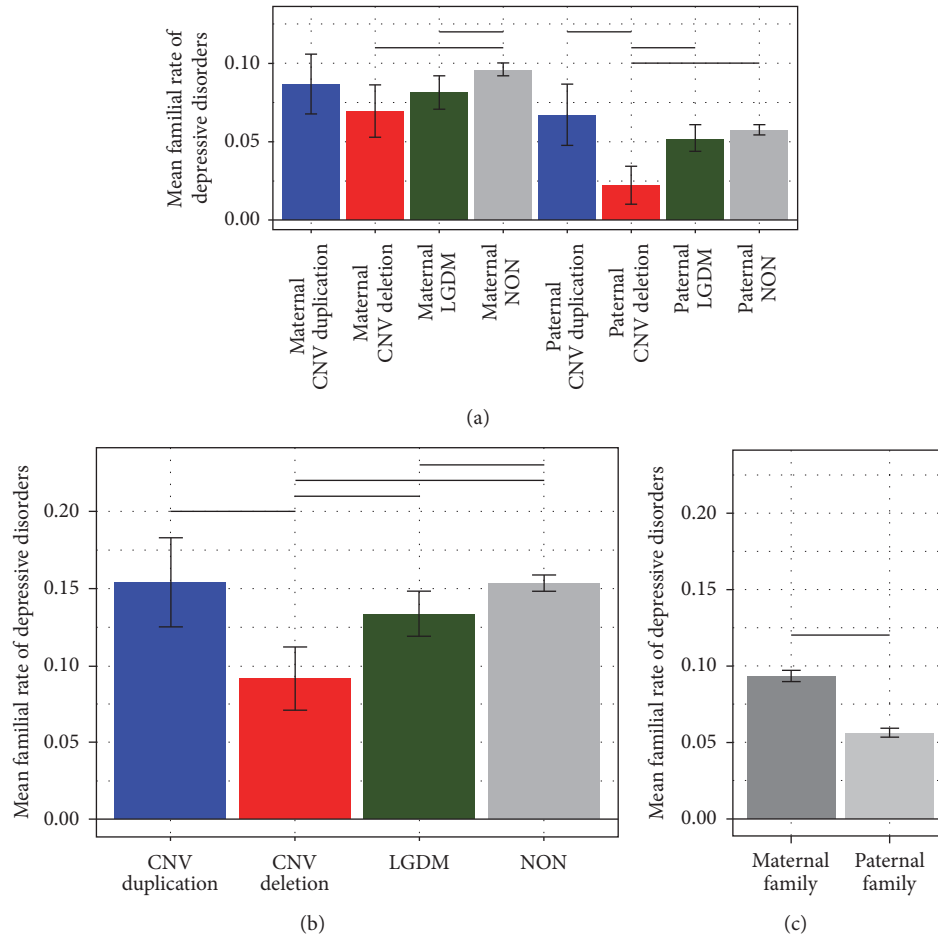 Mean familial rate of
depressive disorders
0.10
0.05
0.00
Maternal
CNV duplication
Maternal
CNV deletion
Maternal
LGDM
Maternal
NON
Paternal
CNV duplication
Paternal
CNV deletion
Paternal
LGDM
Paternal
NON
(a)
Mean familial rate of depressive disorders
0.20
0.15
0.10
0.05
0.00
CNV
duplication
CNV
deletion
LGDM
NON
(b)
Mean familial rate of depressive disorders
0.20
0.15
0.10
0.05
0.00
Maternal
family
Paternal
family
(c)